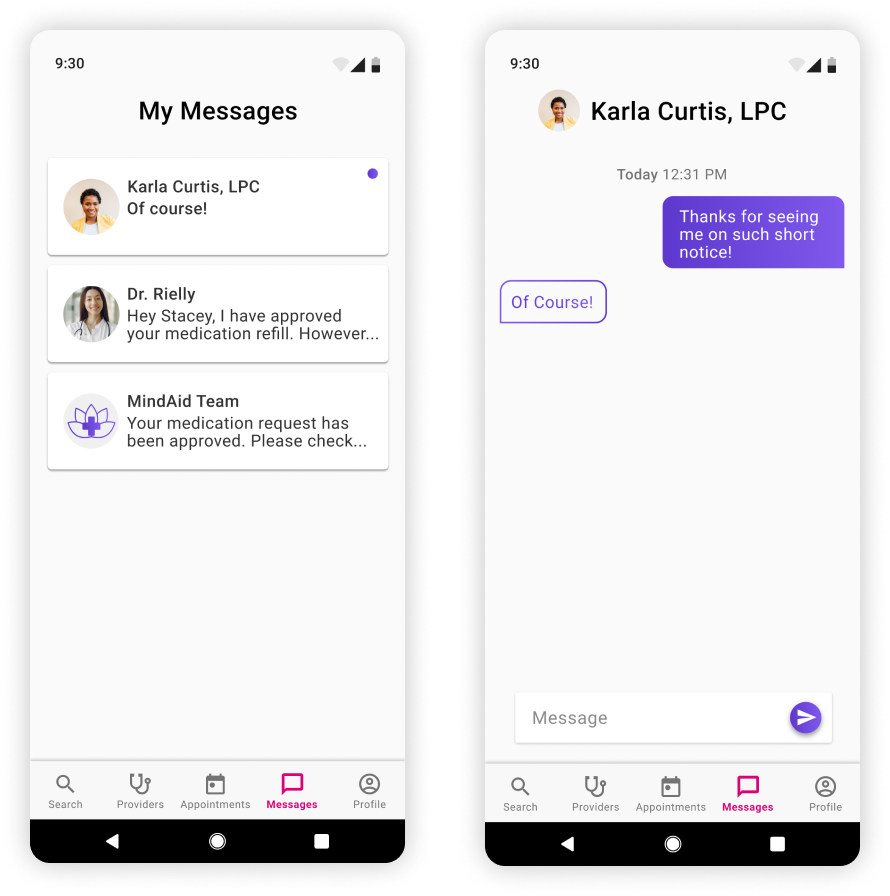 9:30
My Messages
Karla Curtis, LPC
Of course!
Dr. Rielly
Hey Stacey, I have approved
your medication refill. However...
MindAid Team
Your medication request has
been approved. Please check...
Search Providers Appointments Messages Profile
9:30
Karla Curtis, LPC
Today 12:31 PM
Thanks for seeing
me on such short
notice!
Of Course!
Message
Search Providers Appointments Messages Profile